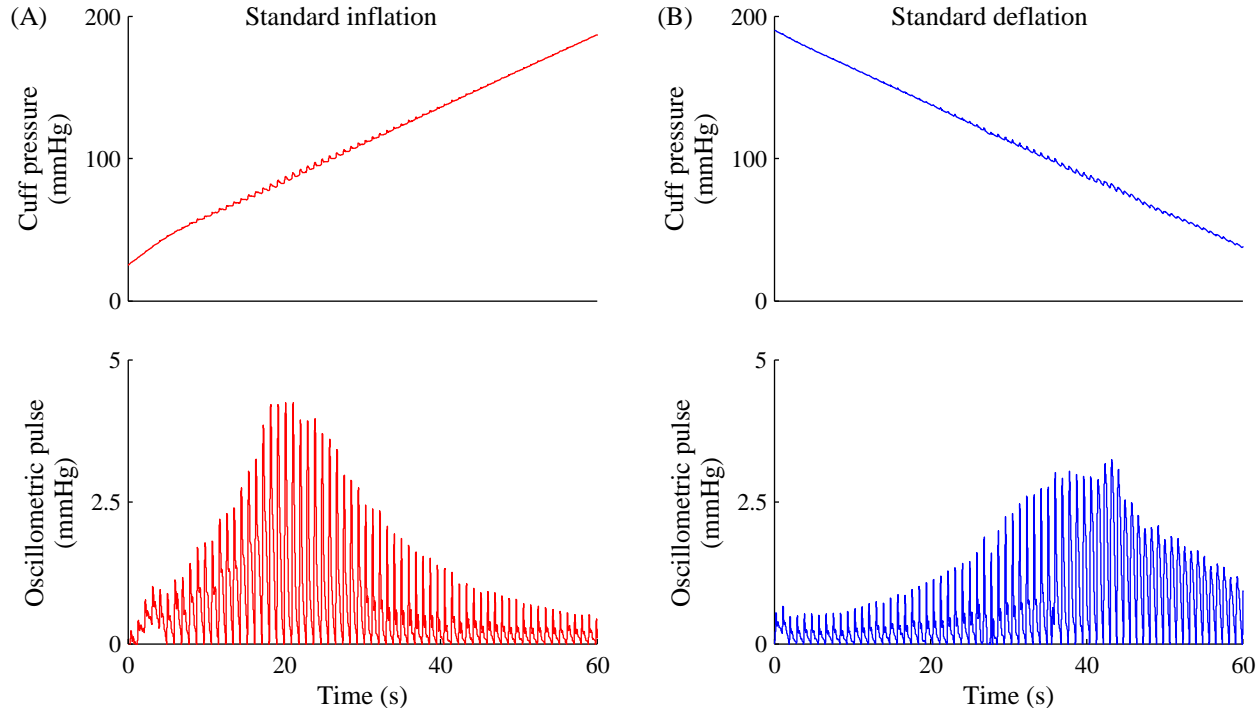 (A)
Standard inflation
200
100
0
Cuff pressure
(mmHg)
5
2.5
0
Oscillometric pulse
(mmHg)
0
20
40
60
Time (s)
(B)
Standard deflation
200
100
0
Cuff pressure
(mmHg)
5
2.5
0
Oscillometric pulse
(mmHg)
0
20
40
60
Time (s)